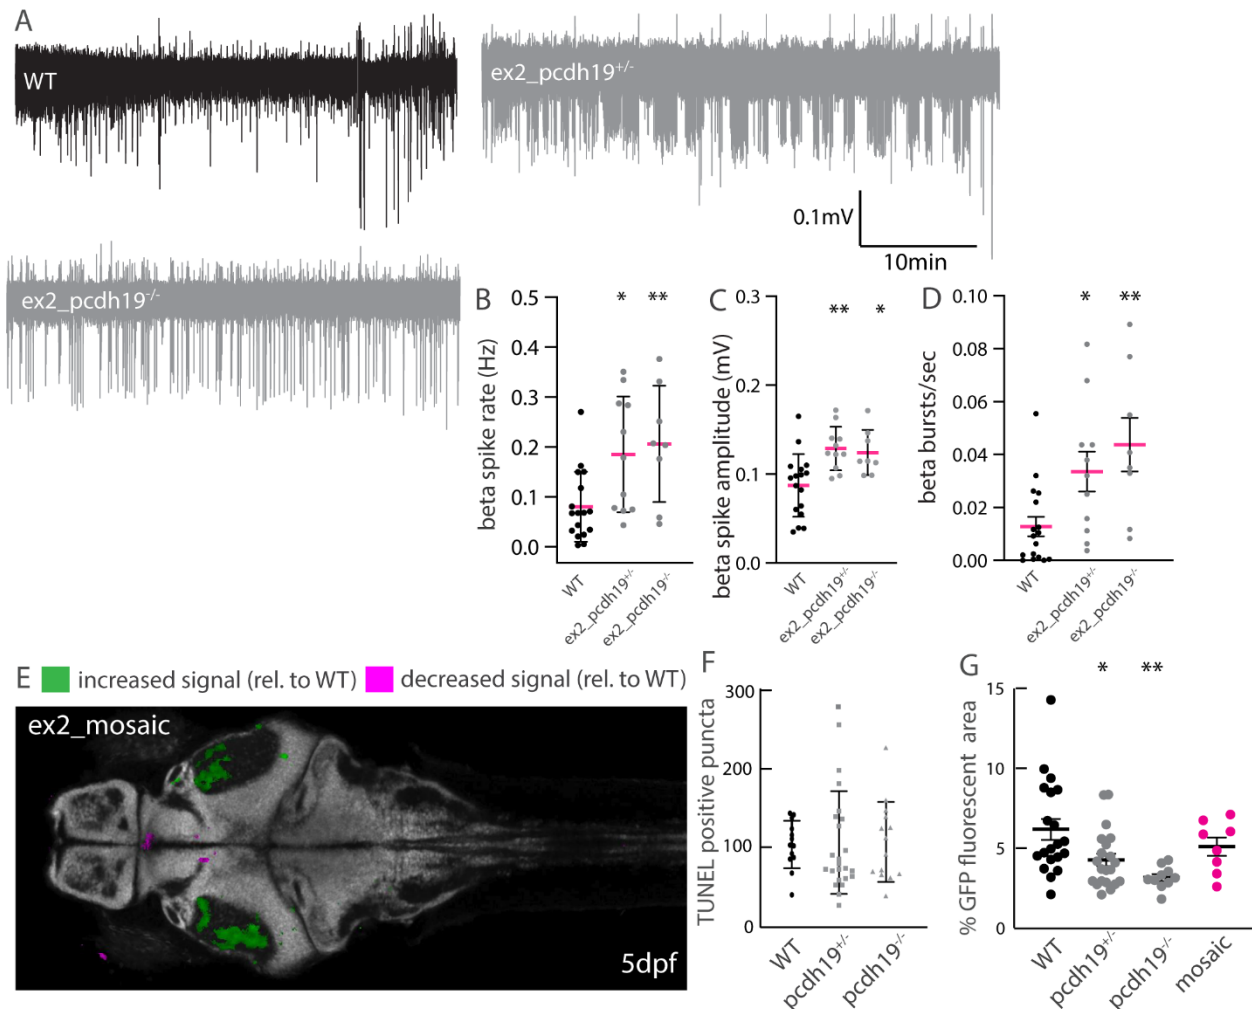 A
WT
ex2_pcdh19+/-
0.1mV
10min
ex2_pcdh19-/-
B
beta spike rate (Hz)
0.5
0.4
0.3
0.2
0.1
0.0
* **
WT
ex2_pcdh19+/-
ex2_pcdh19-/-
C
beta spike amplitude (mV)
0.3
0.2
0.1
0.0
** *
WT
ex2_pcdh19+/-
ex2_pcdh19-/-
D
beta bursts/sec
0.10
0.08
0.06
0.04
0.02
0.00
* **
WT
ex2_pcdh19+/-
ex2_pcdh19-/-
E increased signal (rel. to WT) decreased signal (rel. to WT)
ex2_mosaic
5dpf
F
TUNEL positive puncta
300
200
100
0
WT
pcdh19+/-
pcdh19-/-
G
% GFP fluorescent area
15
10
5
0
* **
WT
pcdh19+/-
pcdh19-/-
mosaic